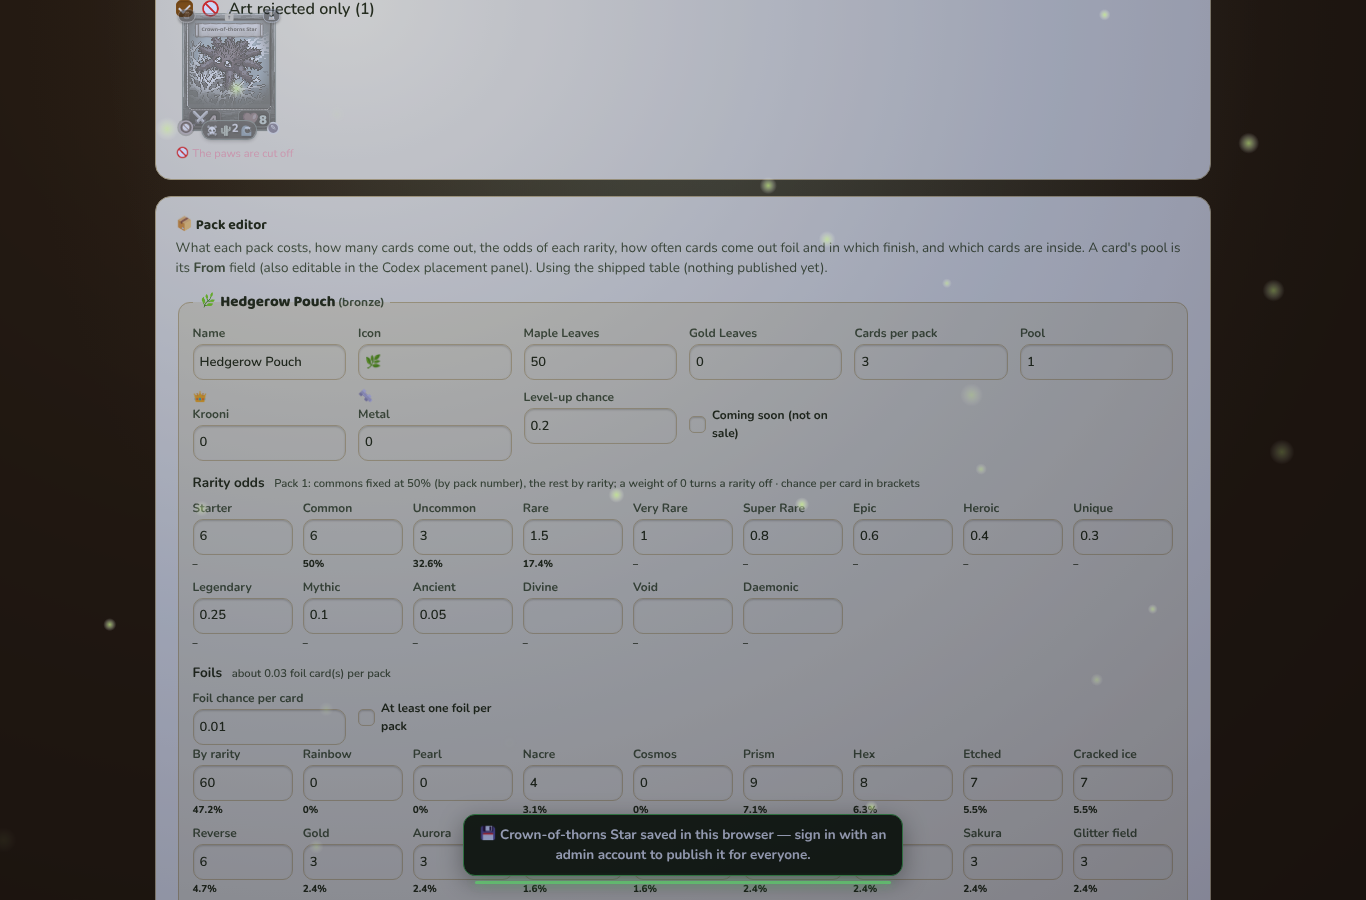 Art rejected only (1)
Crown-of-thorns Star
4
8
2
The paws are cut off
Pack editor
What each pack costs, how many cards come out, the odds of each rarity, how often cards come out foil and in which finish, and which cards are inside. A card's pool is
its From field (also editable in the Codex placement panel). Using the shipped table (nothing published yet).
Hedgerow Pouch (bronze)
Name Icon Maple Leaves Gold Leaves Cards per pack Pool
Hedgerow Pouch 50 0 3 1
Krooni Metal Level-up chance
0 0 0.2
Coming soon (not on
sale)
Rarity odds Pack 1: commons fixed at 50% (by pack number), the rest by rarity; a weight of 0 turns a rarity off · chance per card in brackets
Starter Common Uncommon Rare Very Rare Super Rare Epic Heroic Unique
6 6 3 1.5 1 0.8 0.6 0.4 0.3
– 50% 32.6% 17.4% – – – – –
Legendary Mythic Ancient Divine Void Daemonic
0.25 0.1 0.05
– – – – – –
Foils about 0.03 foil card(s) per pack
Foil chance per card
0.01
At least one foil per
pack
By rarity Rainbow Pearl Nacre Cosmos Prism Hex Etched Cracked ice
60 0 0 4 0 9 8 7 7
47.2% 0% 0% 3.1% 0% 7.1% 6.3% 5.5% 5.5%
Reverse Gold Aurora Sakura Glitter field
6 3 3 3 3
4.7% 2.4% 2.4% 1.6% 1.6% 2.4% 2.4% 2.4% 2.4%
Crown-of-thorns Star saved in this browser — sign in with an
admin account to publish it for everyone.